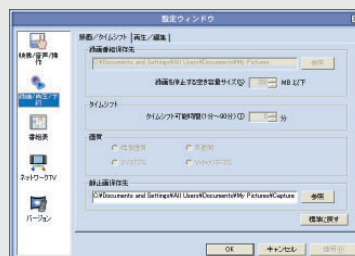 設定ウィンドウ
映像/音声/操
作
録画/再生/予
約
番組表
ネットワークTV
バージョン
録画/タイムシフト
再生/編集
録画番組保存先
C:¥Documents and Settings¥All Users¥Documents¥My Pictures
参照
録画を停止する空き容量サイズ(S)
MB 以下
タイムシフト
タイムシフト可能時間(1分~90分)(T)
分
画質
標準画質
静止画保存先
C:¥Documents and Settings¥All Users¥Documents¥My Pictures¥Capture
参照
標準に戻す
OK
キャンセル